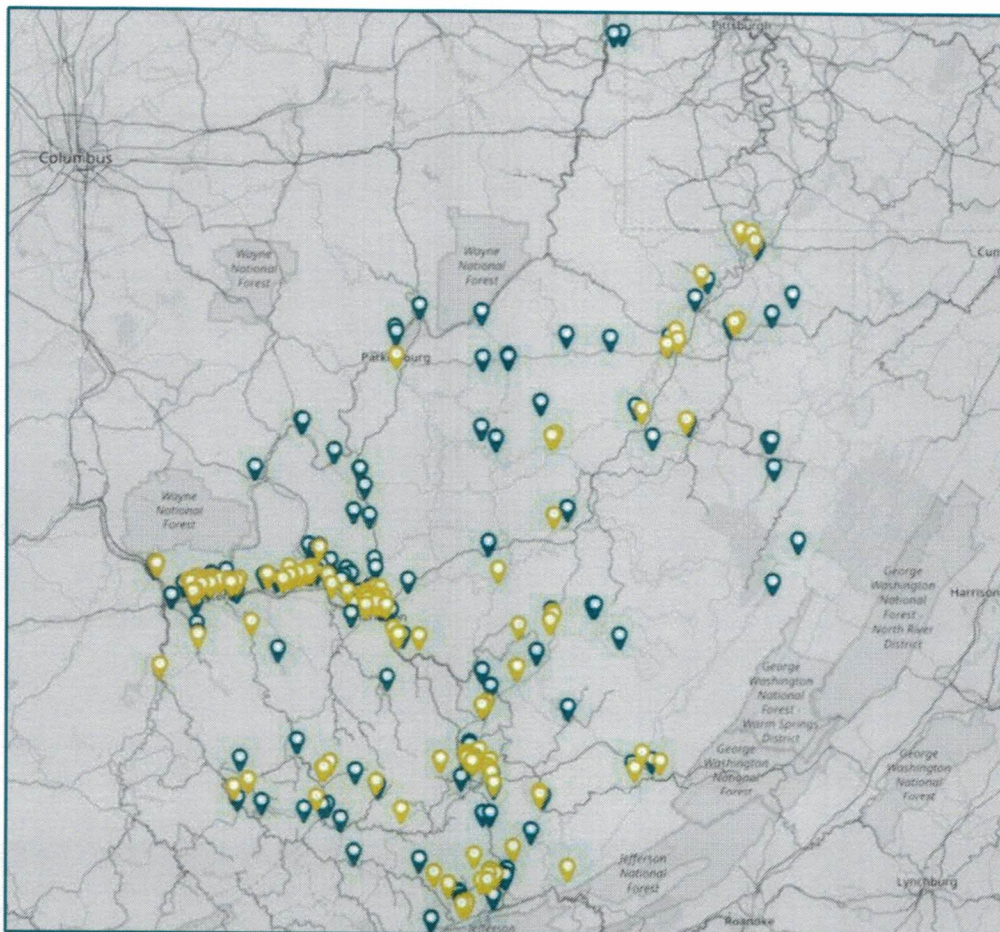 Pittsburgh
Columbus
Wayne
National
Forest
Wayne
National
Forest
Cum
Wayne
National
Forest
George
Washington
National
Forest -
North River
District
Harrison
George
Washington
National
Forest -
Warm Springs
District
George
Washington
National
Forest
George
Washington
National
Forest
Jefferson
National
Forest
Lynchburg
Roanoke
Jefferson